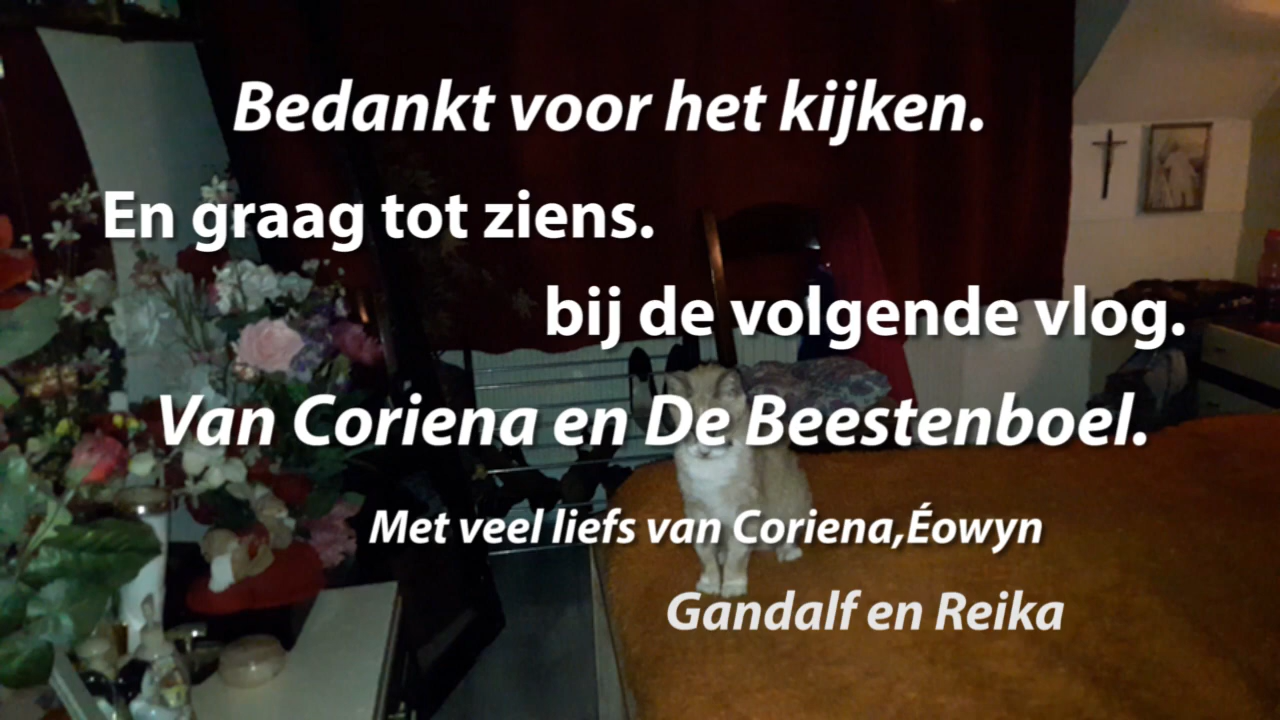 Bedankt voor het kijken.
En graag tot ziens.
bij de volgende vlog.
Van Coriena en De Beestenboel.
Met veel liefs van Coriena,Éowyn
Gandalf en Reika